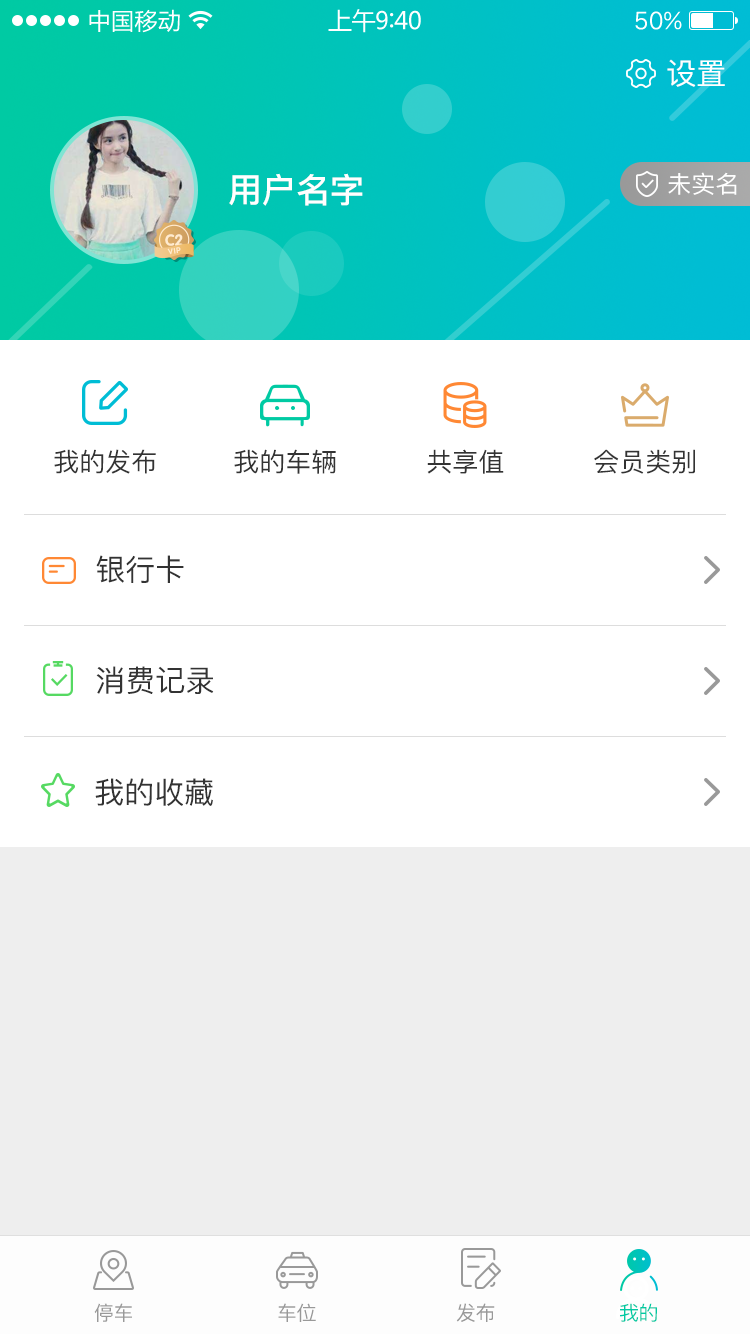 中国移动 上午9:40 50%
设置
用户名字
未实名
C2
VIP
我的发布 我的车辆 共享值 会员类别
银行卡
消费记录
我的收藏
停车 车位 发布 我的